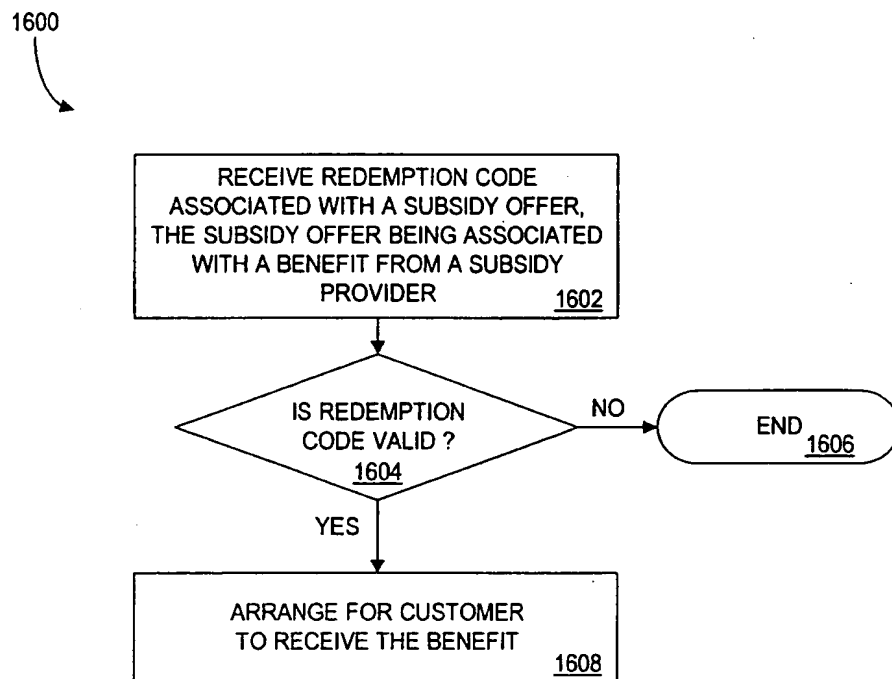 1600
RECEIVE REDEMPTION CODE
ASSOCIATED WITH A SUBSIDY OFFER,
THE SUBSIDY OFFER BEING ASSOCIATED
WITH A BENEFIT FROM A SUBSIDY
PROVIDER
1602
IS REDEMPTION
CODE VALID ?
1604
NO
END
1606
YES
ARRANGE FOR CUSTOMER
TO RECEIVE THE BENEFIT
1608